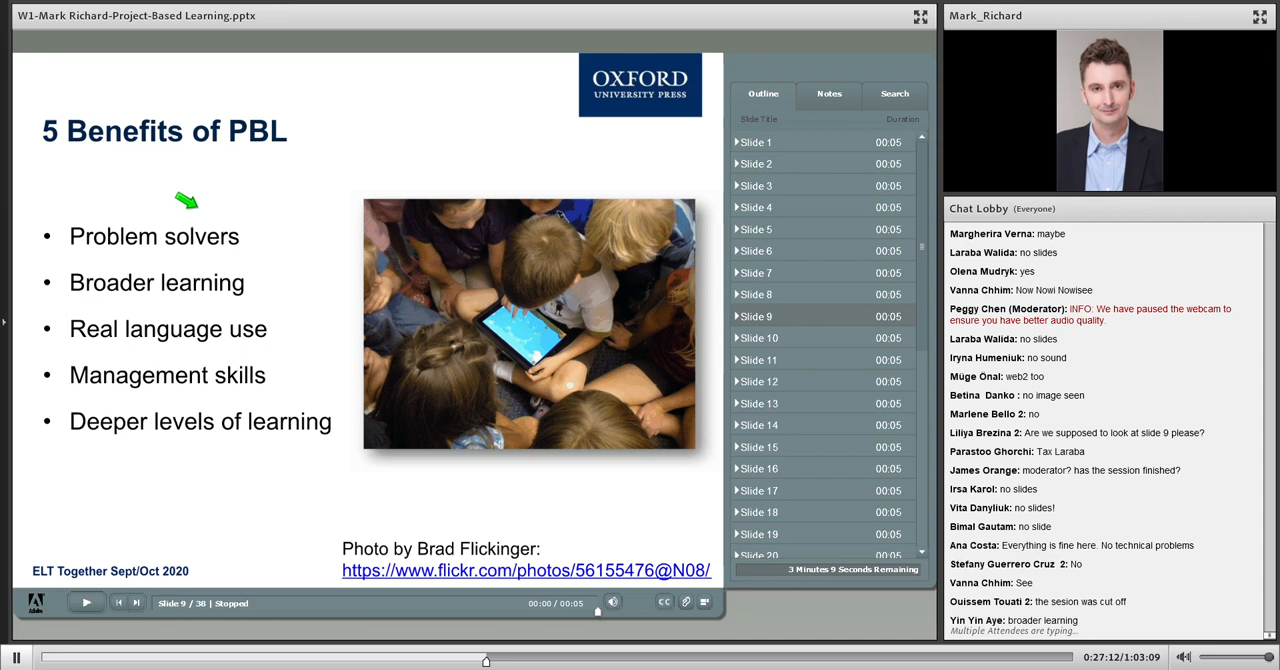 W1-Mark Richard-Project-Based Learning.pptx
OXFORD
UNIVERSITY PRESS
5 Benefits of PBL
• Problem solvers
• Broader learning
• Real language use
• Management skills
• Deeper levels of learning
Photo by Brad Flickinger:
https://www.flickr.com/photos/56155476@N08/
ELT Together Sept/Oct 2020
Adobe
Slide 9 / 38 | Stopped
00:00 / 00:05
CC
Outline
Notes
Search
Slide Title Duration
Slide 1 00:05
Slide 2 00:05
Slide 3 00:05
Slide 4 00:05
Slide 5 00:05
Slide 6 00:05
Slide 7 00:05
Slide 8 00:05
Slide 9 00:05
Slide 10 00:05
Slide 11 00:05
Slide 12 00:05
Slide 13 00:05
Slide 14 00:05
Slide 15 00:05
Slide 16 00:05
Slide 17 00:05
Slide 18 00:05
Slide 19 00:05
Slide 20 00:05
3 Minutes 9 Seconds Remaining
Mark_Richard
Chat Lobby (Everyone)
Margherira Verna: maybe
Laraba Walida: no slides
Olena Mudryk: yes
Vanna Chhim: Now Nowi Nowisee
Peggy Chen (Moderator): INFO: We have paused the webcam to
ensure you have better audio quality.
Laraba Walida: no slides
Iryna Humeniuk: no sound
Müge Önal: web2 too
Betina Danko : no image seen
Marlene Bello 2: no
Liliya Brezina 2: Are we supposed to look at slide 9 please?
Parastoo Ghorchi: Tax Laraba
James Orange: moderator? has the session finished?
Irsa Karol: no slides
Vita Danyliuk: no slides!
Bimal Gautam: no slide
Ana Costa: Everything is fine here. No technical problems
Stefany Guerrero Cruz 2: No
Vanna Chhim: See
Ouissem Touati 2: the sesion was cut off
Yin Yin Aye: broader learning
Multiple Attendees are typing...
0:27:12/1:03:09